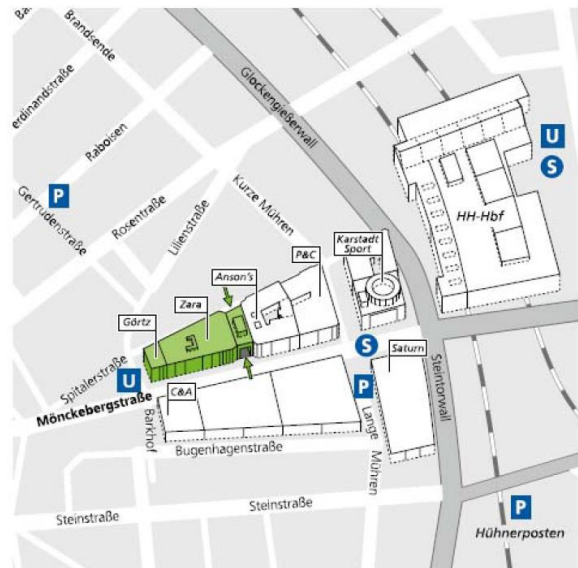 Brandsende
Raboisen
Gertrudenstraße
P
Rosenstraße
Lilienstraße
Kurze Mühren
Glockengießerwall
U
S
HH-Hbf
Karstadt
Sport
P&C
Anson's
Zara
Görtz
Spitalerstraße
U
Mönckebergstraße
S
Saturn
P
C&A
Barkhof
Bugenhagenstraße
Lange
Mühren
Steintorwall
Steinstraße
Steinstraße
P
Hühnerposten
erdinandstraße